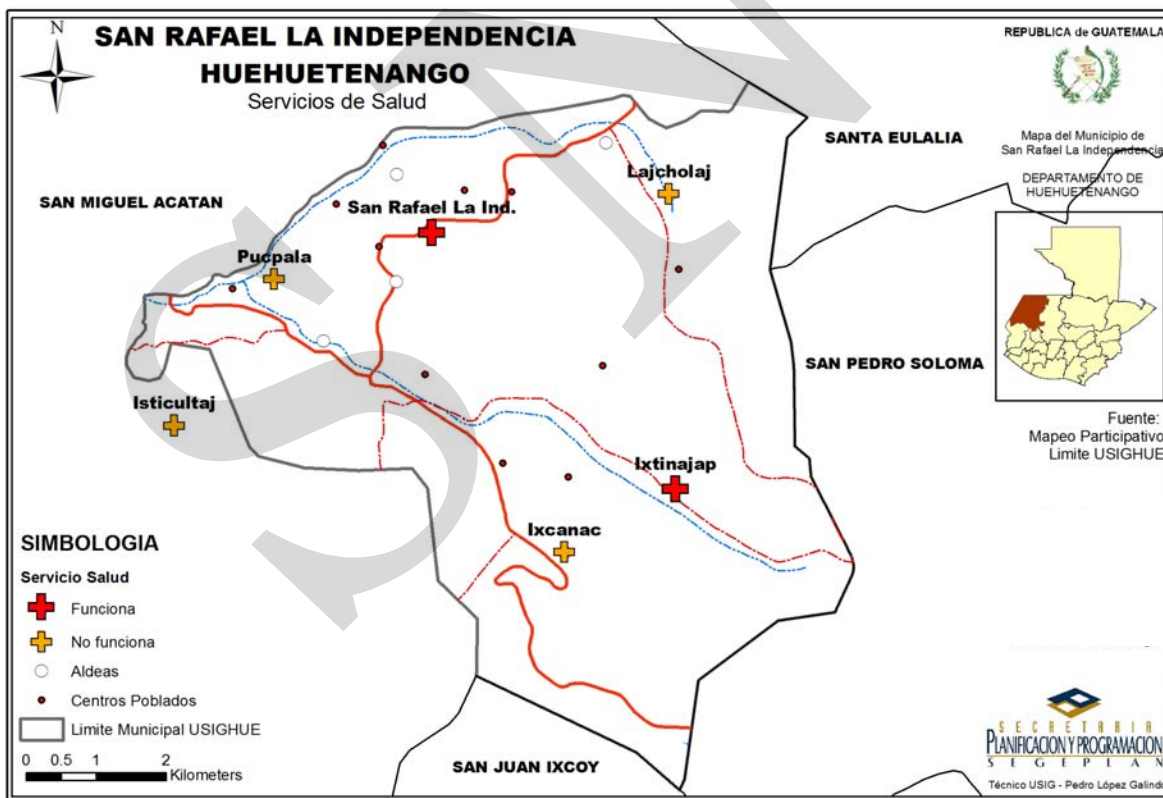 N
SAN RAFAEL LA INDEPENDENCIA
HUEHUETENANGO
Servicios de Salud
REPUBLICA de GUATEMALA
Mapa del Municipio de
San Rafael La Independencia
DEPARTAMENTO DE
HUEHUETENANGO
SANTA EULALIA
SAN MIGUEL ACATAN
Lajcholaj
San Rafael La Ind.
Pucpala
SAN PEDRO SOLOMA
Isticultaj
Fuente:
Mapeo Participativo
Limite USIGHUE
Ixtinajap
Ixcanac
SIMBOLOGIA
Servicio Salud
Funciona
No funciona
Aldeas
Centros Poblados
Limite Municipal USIGHUE
0 0.5 1 2
Kilometers
SAN JUAN IXCOY
SECRETARIA
PLANIFICACION Y PROGRAMACION
SEGEPLAN
Técnico USIG - Pedro López Galindo